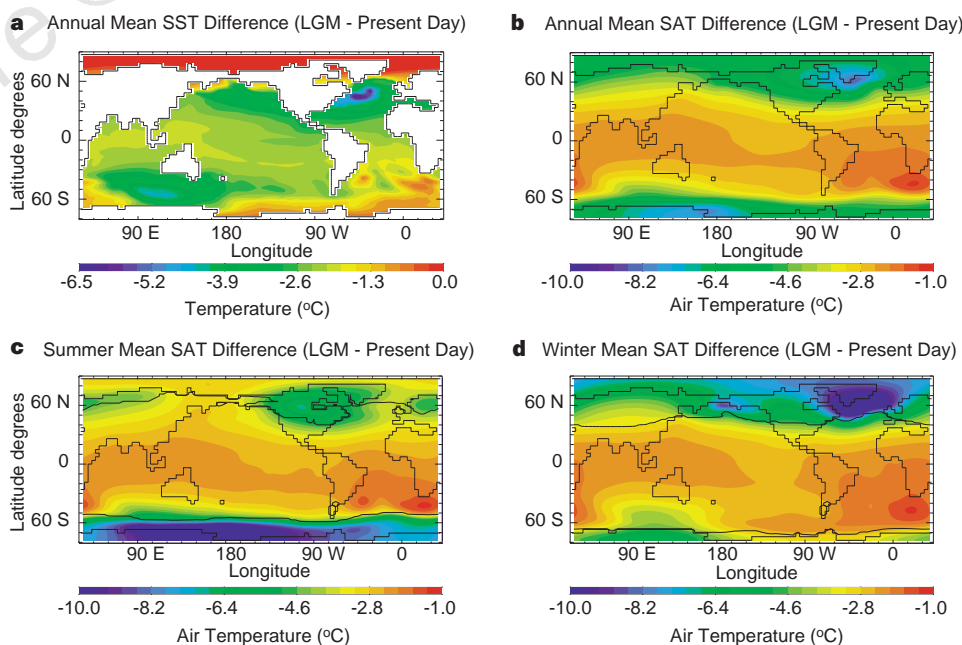 a Annual Mean SST Difference (LGM - Present Day)
60 N
0
60 S
Latitude degrees
90 E 180 90 W 0
Longitude
-6.5 -5.2 -3.9 -2.6 -1.3 0.0
Temperature (oC)
b Annual Mean SAT Difference (LGM - Present Day)
60 N
0
60 S
90 E 180 90 W 0
Longitude
-10.0 -8.2 -6.4 -4.6 -2.8 -1.0
Air Temperature (oC)
c Summer Mean SAT Difference (LGM - Present Day)
60 N
0
60 S
Latitude degrees
90 E 180 90 W 0
Longitude
-10.0 -8.2 -6.4 -4.6 -2.8 -1.0
Air Temperature (oC)
d Winter Mean SAT Difference (LGM - Present Day)
60 N
0
60 S
90 E 180 90 W 0
Longitude
-10.0 -8.2 -6.4 -4.6 -2.8 -1.0
Air Temperature (oC)